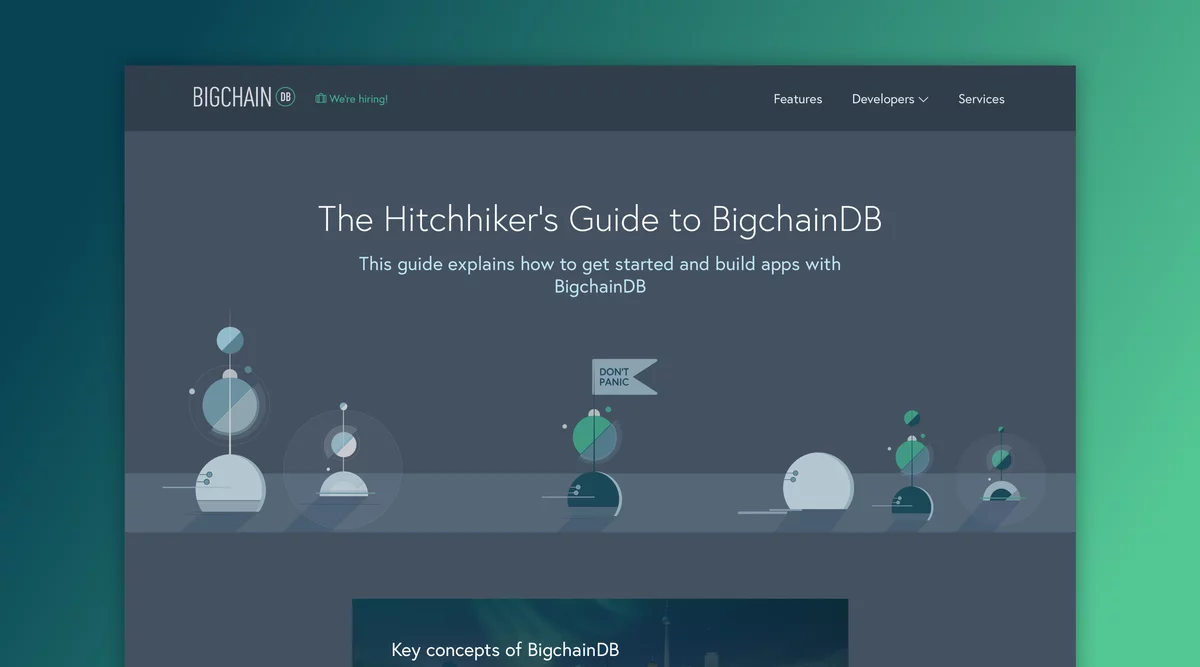 BIGCHAIN DB
We're hiring!
Features
Developers
Services
The Hitchhiker's Guide to BigchainDB
This guide explains how to get started and build apps with
BigchainDB
DON'T
PANIC
Key concepts of BigchainDB